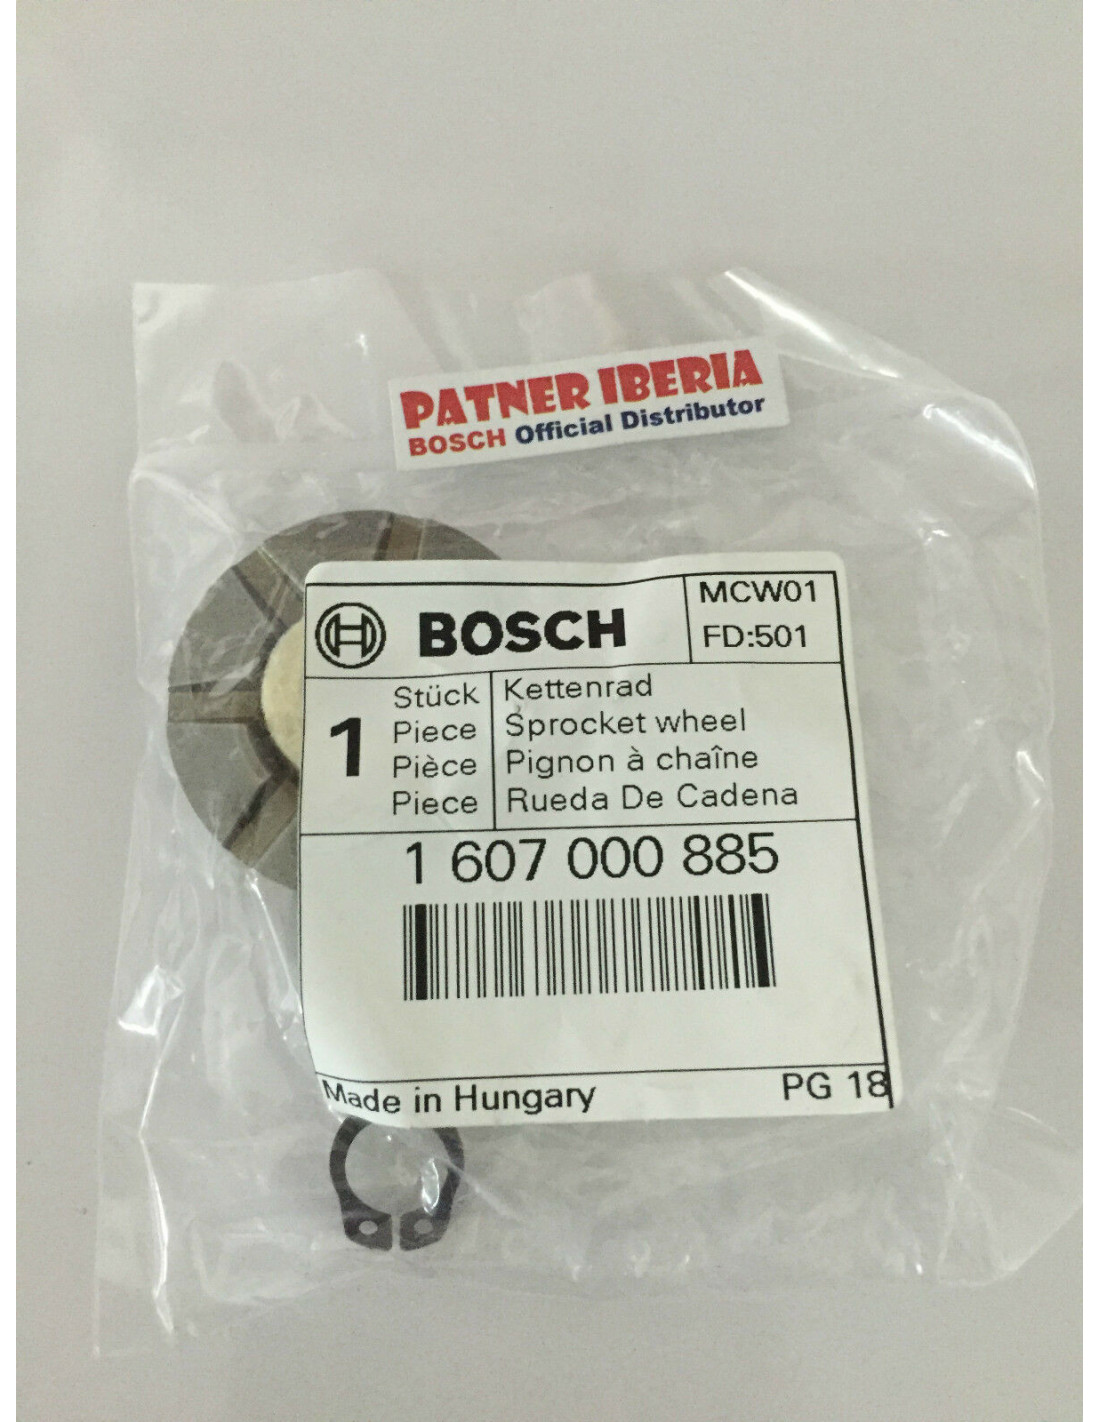 PATNER IBERIA
BOSCH Official Distributor
BOSCH
MCW01
FD:501
1
Stück
Piece
Pièce
Piece
Kettenrad
Sprocket wheel
Pignon à chaîne
Rueda De Cadena
1 607 000 885
Made in Hungary
PG 18